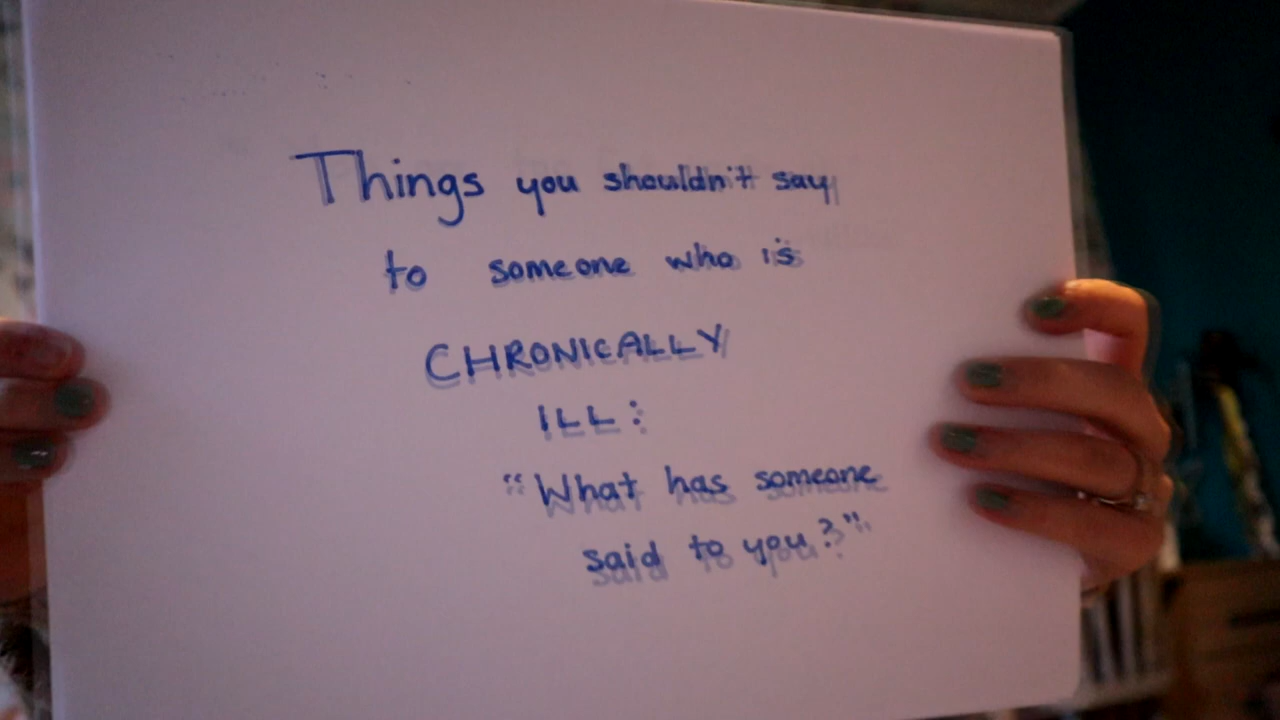 Things you shouldn't say
to someone who is
CHRONICALLY
ILL:
"What has someone
said to you?"